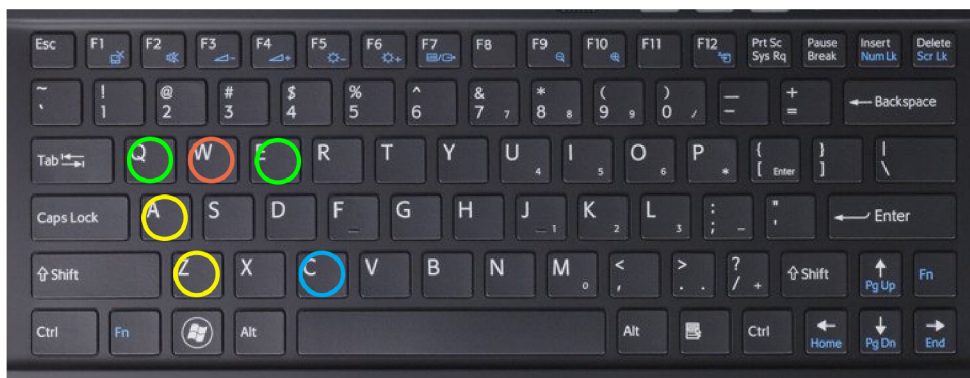 Esc F1 F2 F3 F4 F5 F6 F7 F8 F9 F10 F11 F12 Prt Sc Sys Rq Pause Break Insert Num Lk Delete Scr Lk
~ ` ! 1 @ 2 # 3 $ 4 % 5 ^ 6 & 7 7 * 8 8 ( 9 9 ) 0 / _ - + = Backspace
Tab Q W E R T Y U 4 I 5 O 6 P * { [ Enter } ] | \
Caps Lock A S D F G H J 1 K 2 L 3 : ; - " ' Enter
Shift Z X C V B N M 0 < , > . . ? / + Shift Pg Up Fn
Ctrl Fn Alt Alt Ctrl Home Pg Dn End